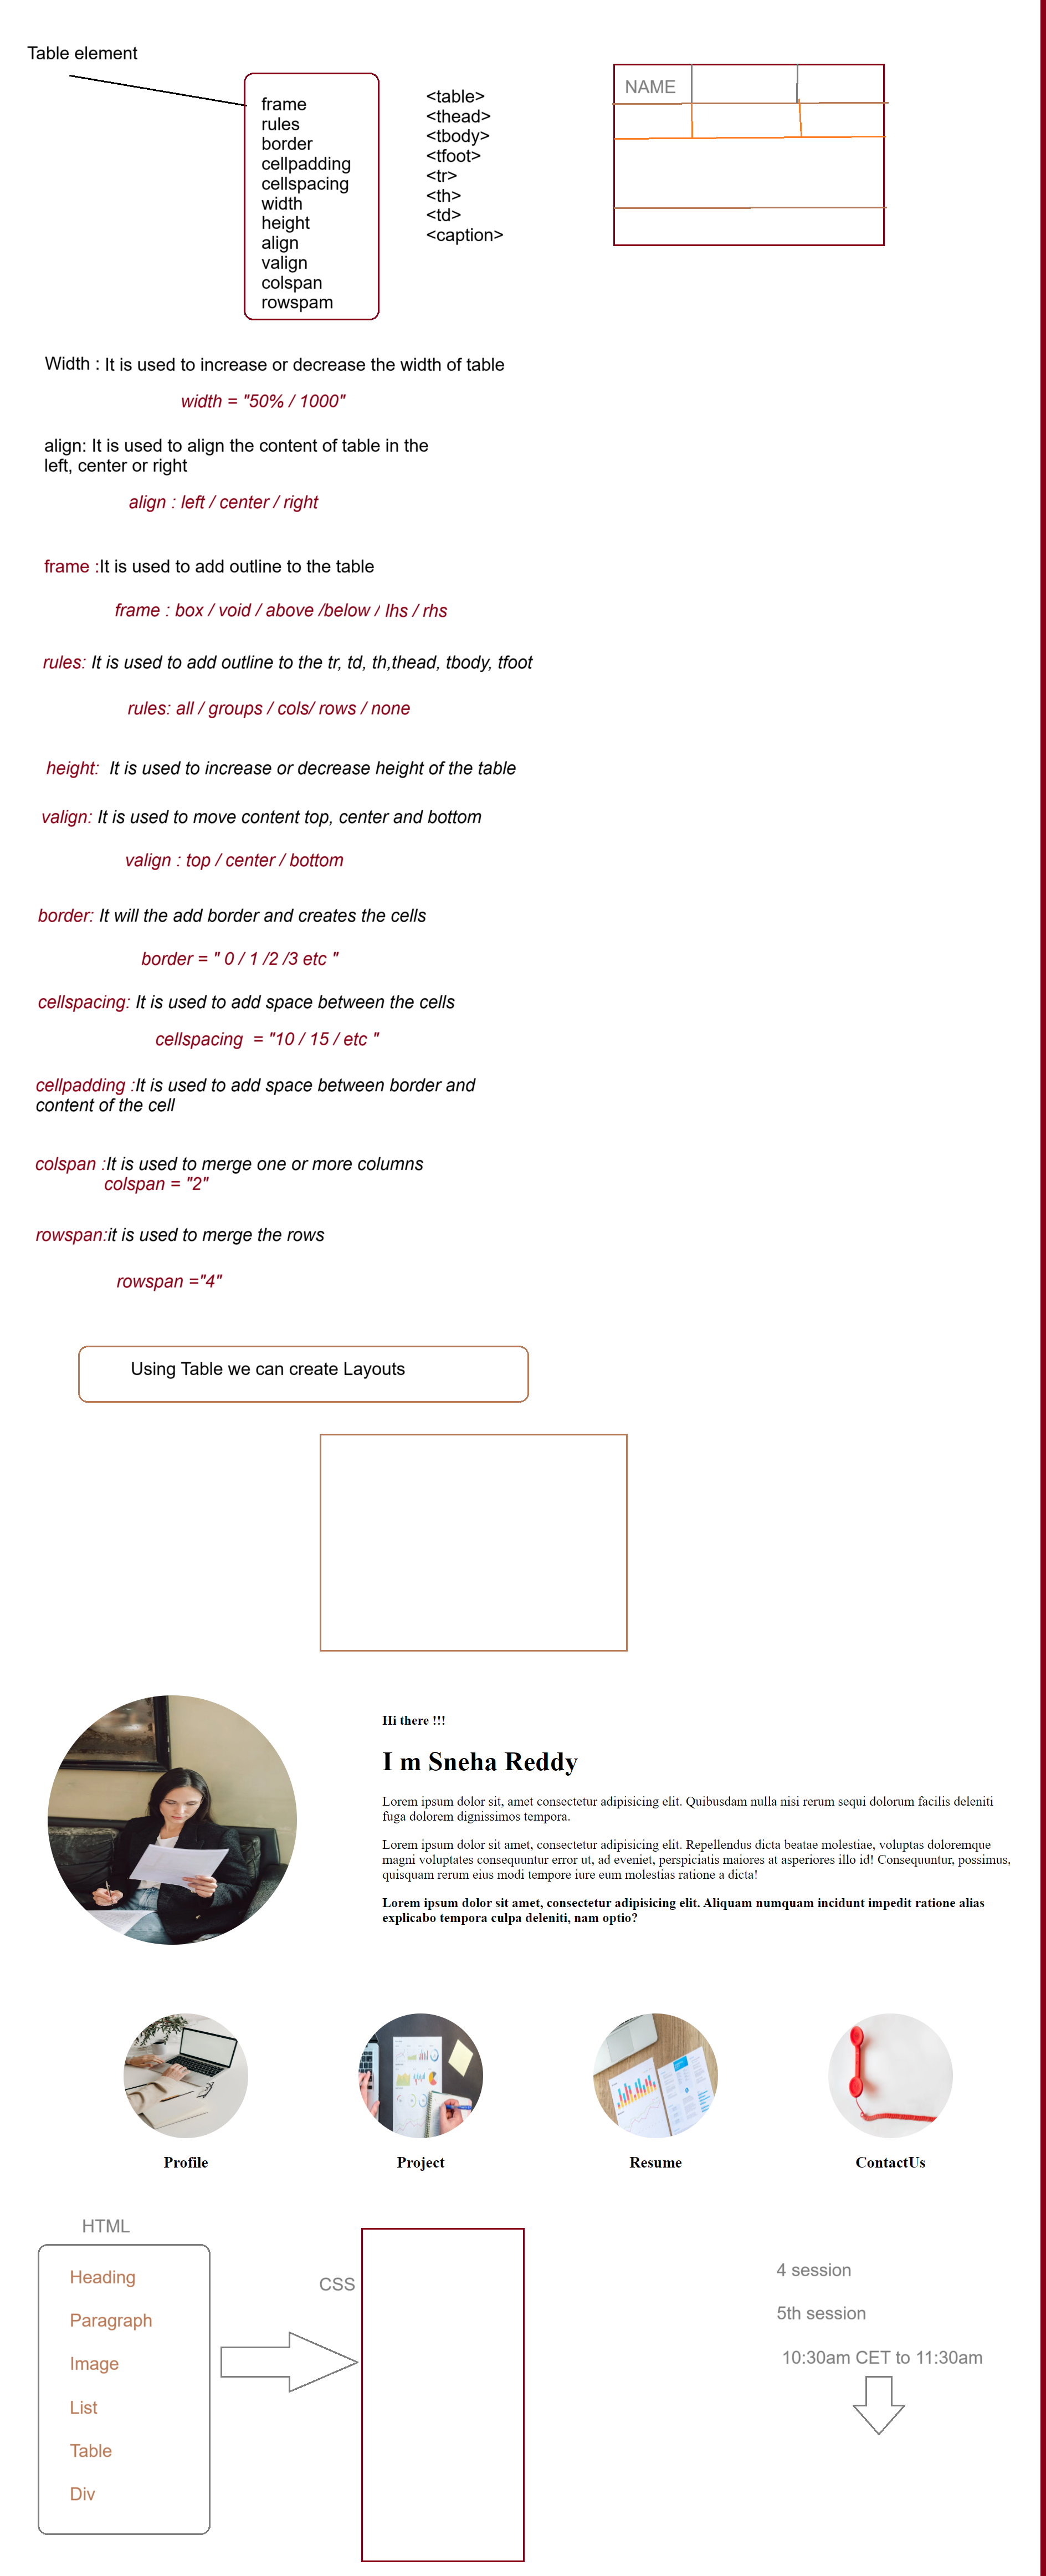 Table element
frame
rules
border
cellpadding
cellspacing
width
height
align
valign
colspan
rowspam
<table>
<thead>
<tbody>
<tfoot>
<tr>
<th>
<td>
<caption>
NAME
Width : It is used to increase or decrease the width of table
width = "50% / 1000"
align: It is used to align the content of table in the
left, center or right
align : left / center / right
frame :It is used to add outline to the table
frame : box / void / above /below / lhs / rhs
rules: It is used to add outline to the tr, td, th,thead, tbody, tfoot
rules: all / groups / cols/ rows / none
height: It is used to increase or decrease height of the table
valign: It is used to move content top, center and bottom
valign : top / center / bottom
border: It will the add border and creates the cells
border = " 0 / 1 /2 /3 etc "
cellspacing: It is used to add space between the cells
cellspacing = "10 / 15 / etc "
cellpadding :It is used to add space between border and
content of the cell
colspan :It is used to merge one or more columns
colspan = "2"
rowspan:it is used to merge the rows
rowspan ="4"
Using Table we can create Layouts
Hi there !!!
I m Sneha Reddy
Lorem ipsum dolor sit, amet consectetur adipisicing elit. Quibusdam nulla nisi rerum sequi dolorum facilis deleniti
fuga dolorem dignissimos tempora.
Lorem ipsum dolor sit amet, consectetur adipisicing elit. Repellendus dicta beatae molestiae, voluptas doloremque
magni voluptates consequuntur error ut, ad eveniet, perspiciatis maiores at asperiores illo id! Consequuntur, possimus,
quisquam rerum eius modi tempore iure eum molestias ratione a dicta!
Lorem ipsum dolor sit amet, consectetur adipisicing elit. Aliquam numquam incidunt impedit ratione alias
explicabo tempora culpa deleniti, nam optio?
Profile
Project
Resume
ContactUs
HTML
Heading
Paragraph
Image
List
Table
Div
CSS
4 session
5th session
10:30am CET to 11:30am